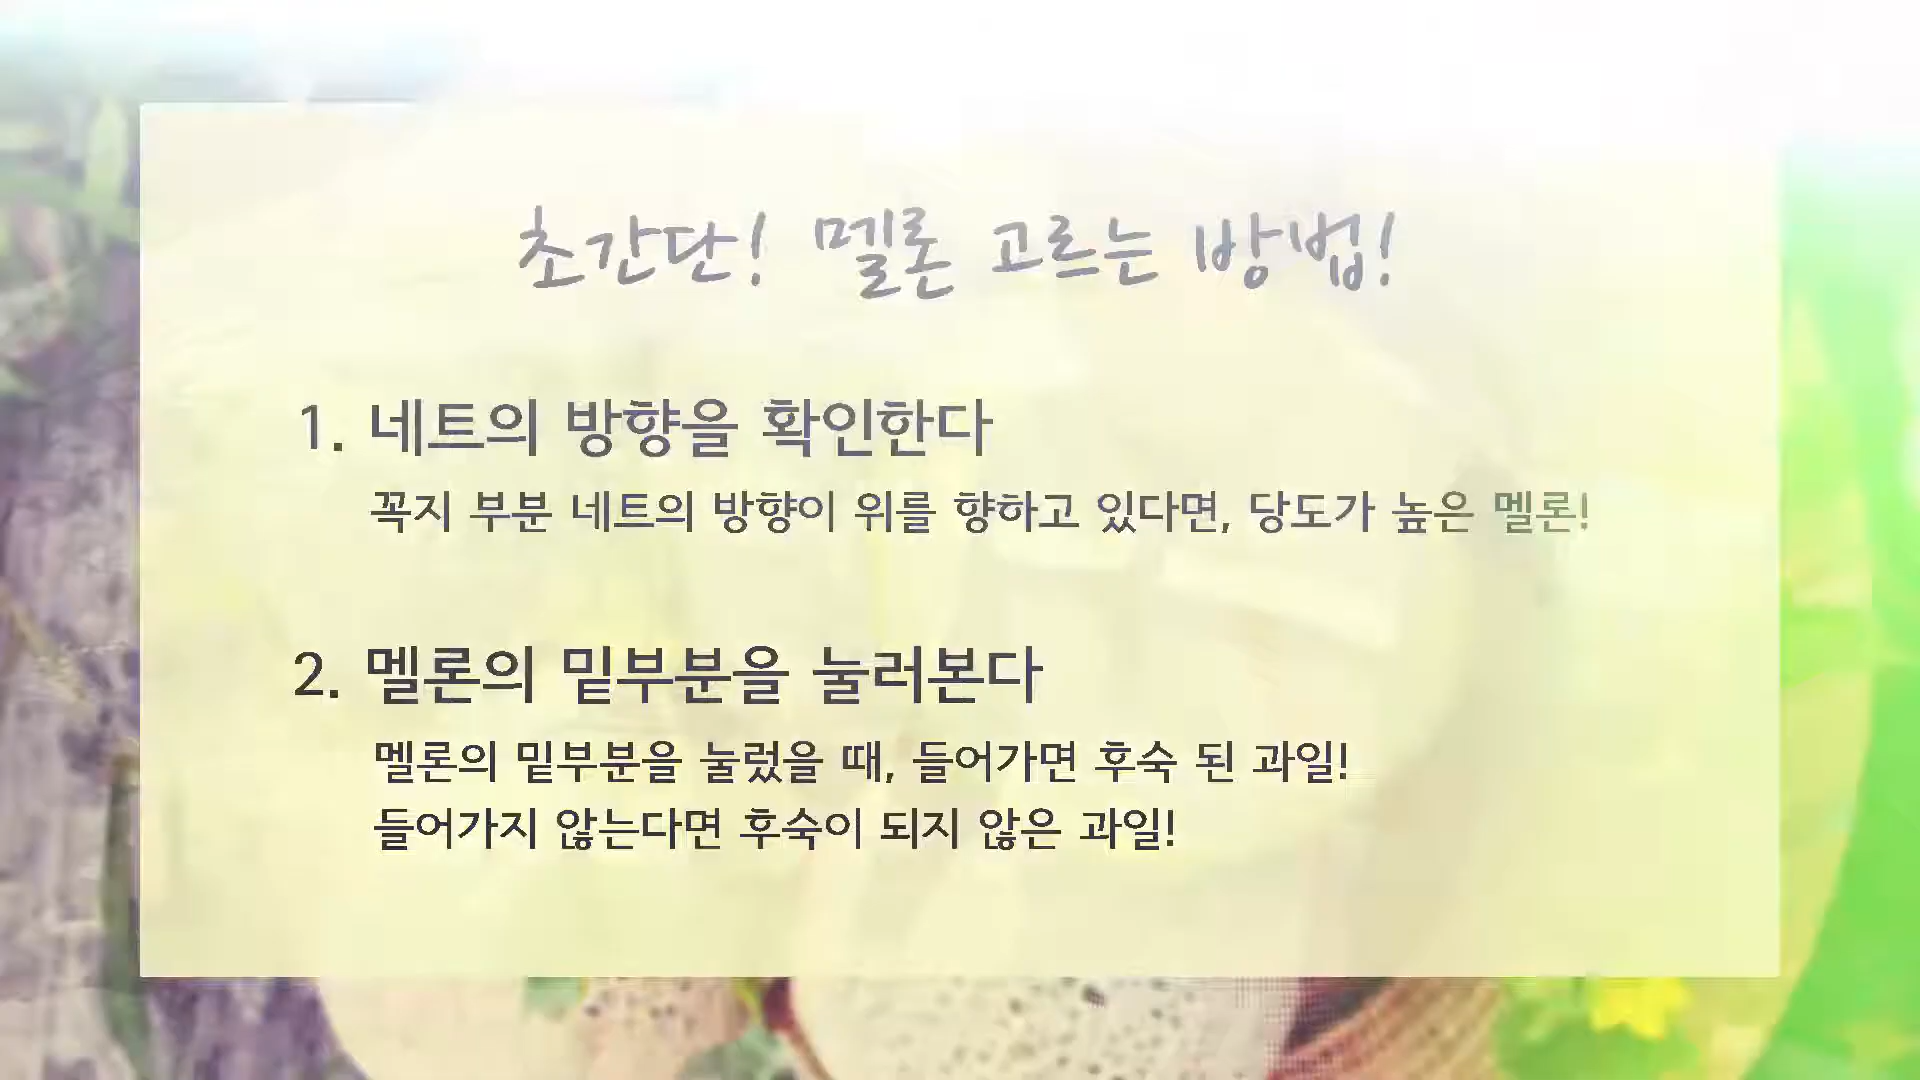 초간단! 멜론 고르는 방법!
1. 네트의 방향을 확인한다
꼭지 부분 네트의 방향이 위를 향하고 있다면, 당도가 높은 멜론!
2. 멜론의 밑부분을 눌러본다
멜론의 밑부분을 눌렀을 때, 들어가면 후숙 된 과일!
들어가지 않는다면 후숙이 되지 않은 과일!